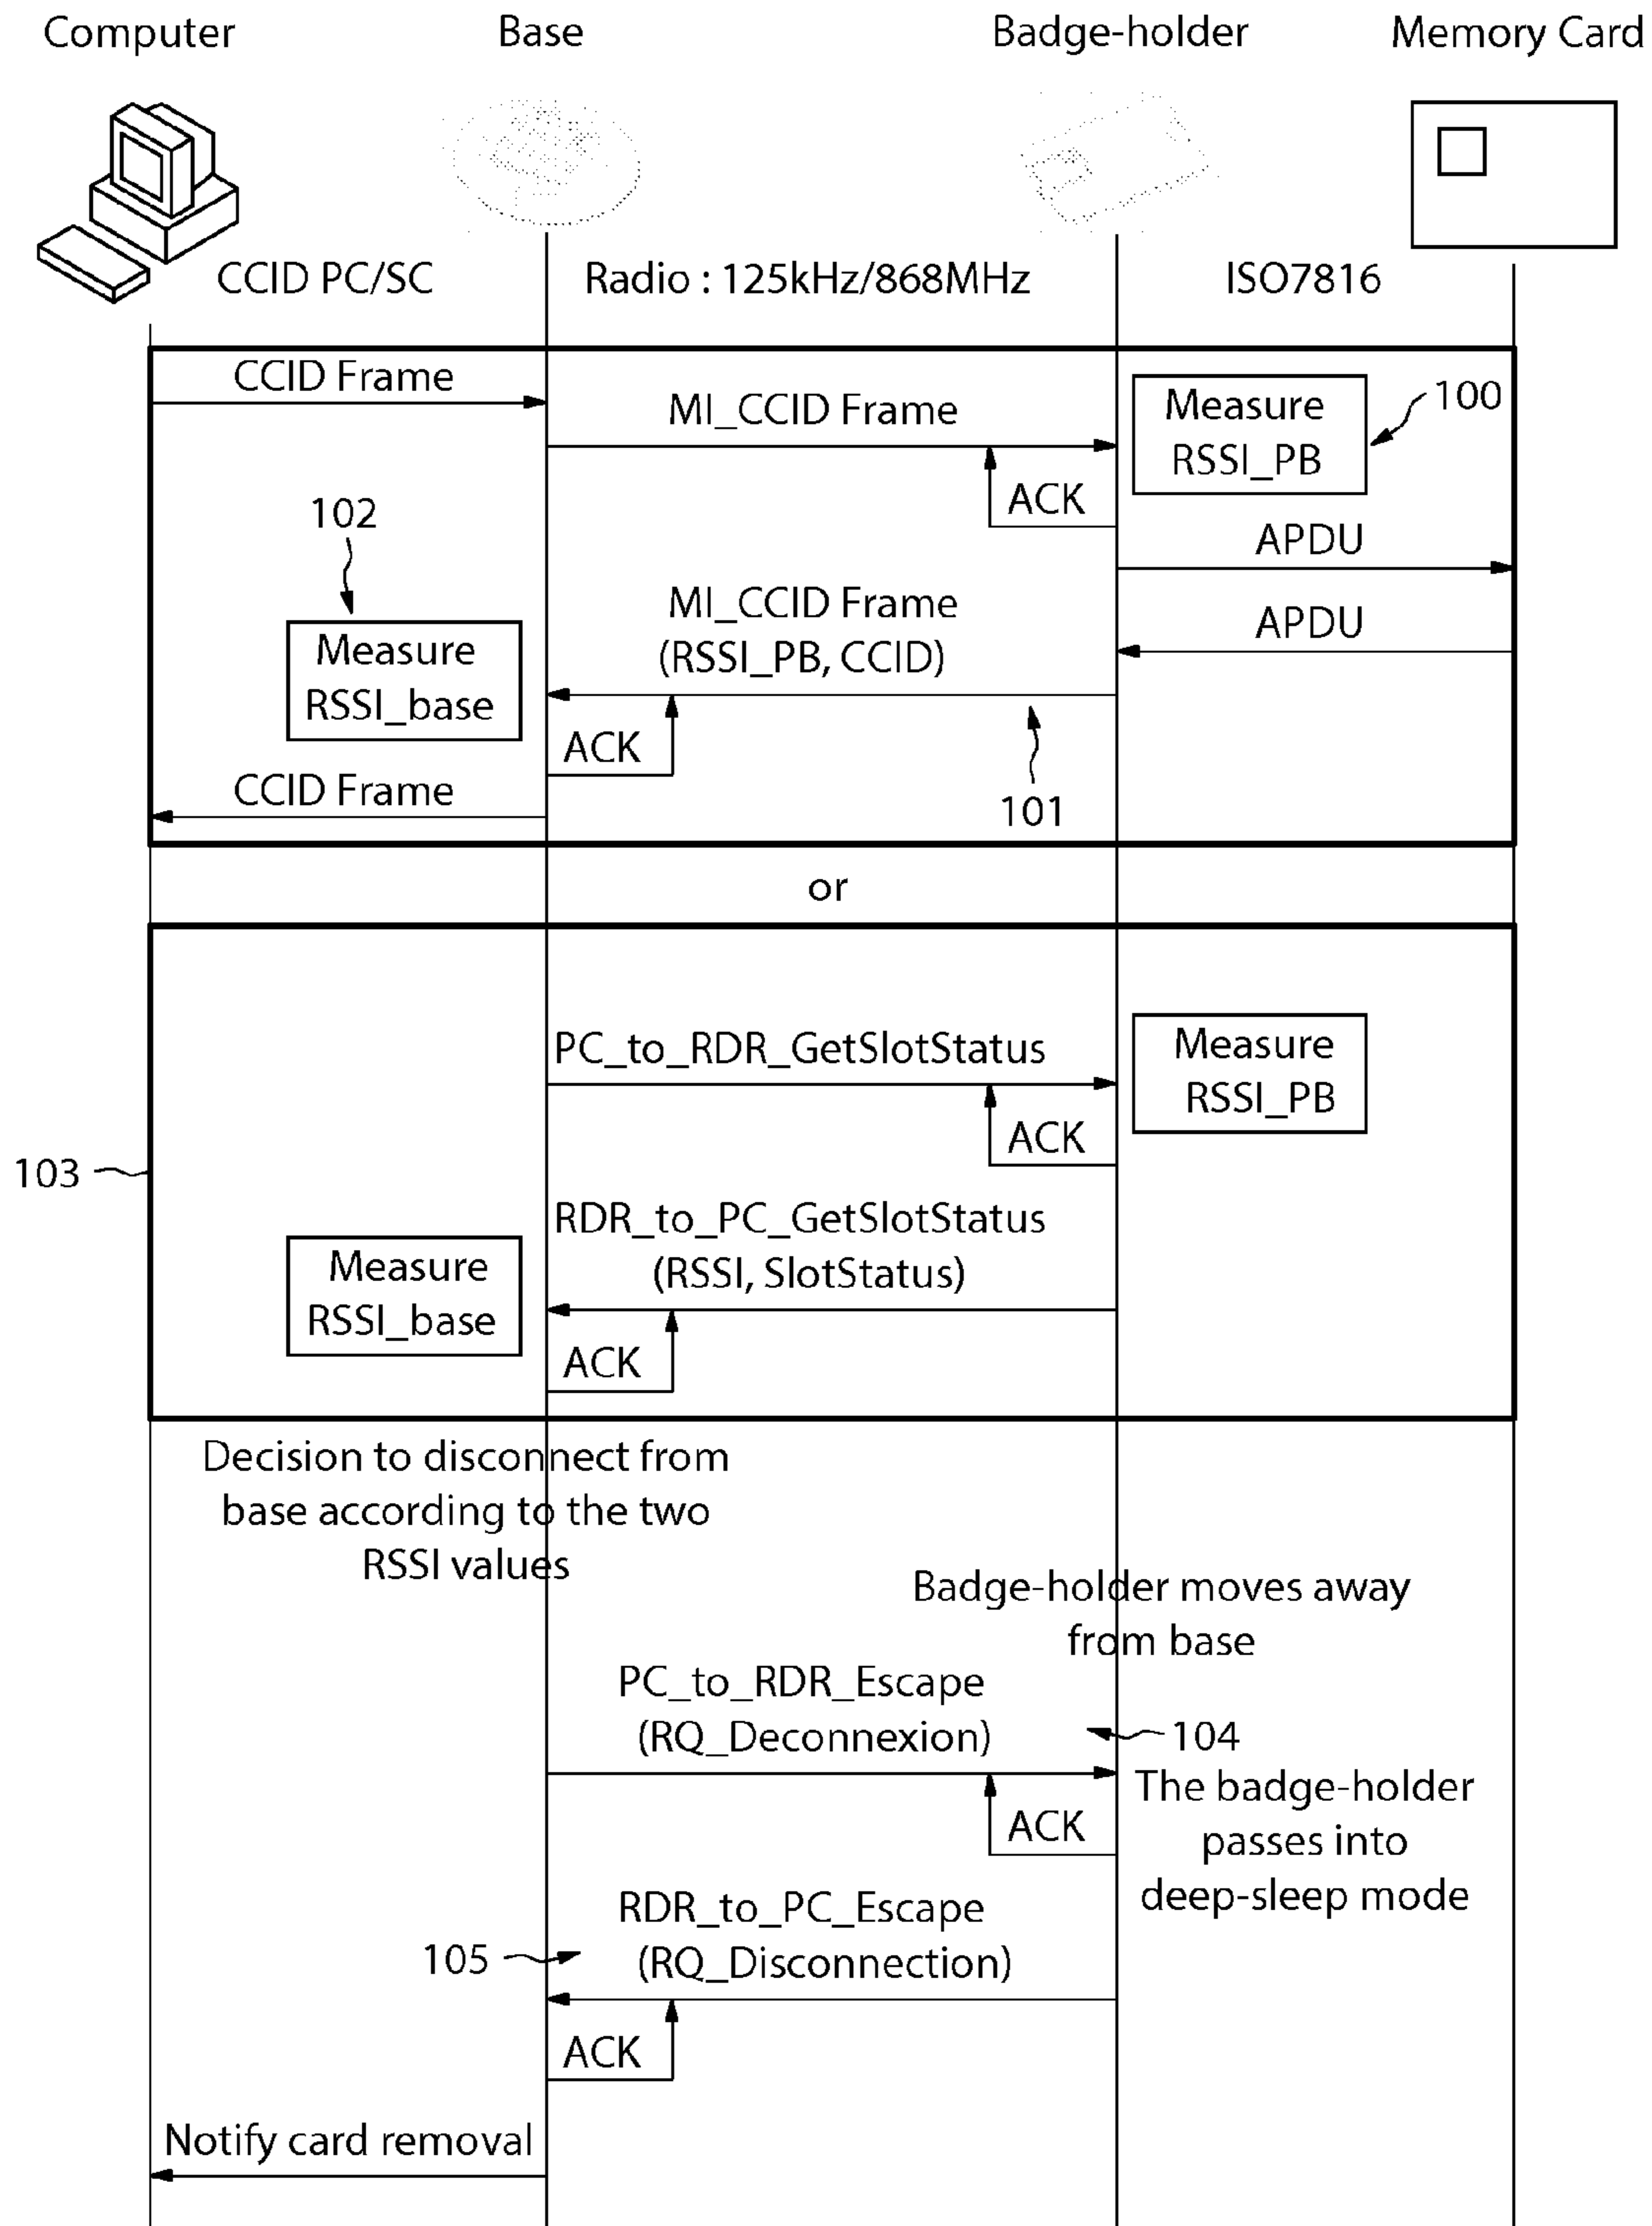 Computer
Base
Badge-holder
Memory Card
CCID PC/SC
Radio : 125kHz/868MHz
ISO7816
CCID Frame
MI_CCID Frame
Measure
RSSI_PB
100
ACK
102
APDU
MI_CCID Frame
(RSSI_PB, CCID)
APDU
Measure
RSSI_base
ACK
CCID Frame
101
or
PC_to_RDR_GetSlotStatus
Measure
RSSI_PB
ACK
103
RDR_to_PC_GetSlotStatus
(RSSI, SlotStatus)
Measure
RSSI_base
ACK
Decision to disconnect from
base according to the two
RSSI values
Badge-holder moves away
from base
PC_to_RDR_Escape
(RQ_Deconnexion)
104
The badge-holder
passes into
deep-sleep mode
ACK
RDR_to_PC_Escape
(RQ_Disconnection)
105
ACK
Notify card removal